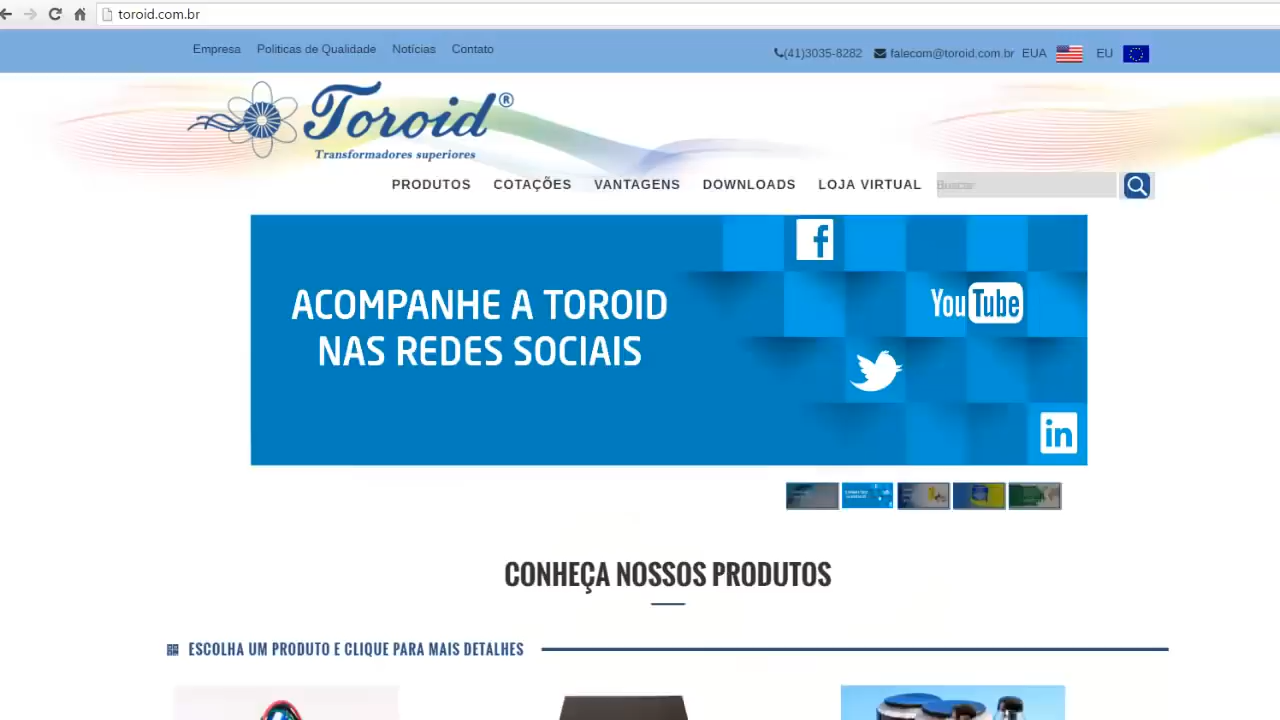 toroid.com.br
Empresa Politicas de Qualidade Notícias Contato
(41)3035-8282 falecom@toroid.com.br EUA EU
Toroid®
Transformadores superiores
PRODUTOS COTAÇÕES VANTAGENS DOWNLOADS LOJA VIRTUAL Buscar
ACOMPANHE A TOROID
NAS REDES SOCIAIS
f
YouTube
in
CONHEÇA NOSSOS PRODUTOS
ESCOLHA UM PRODUTO E CLIQUE PARA MAIS DETALHES